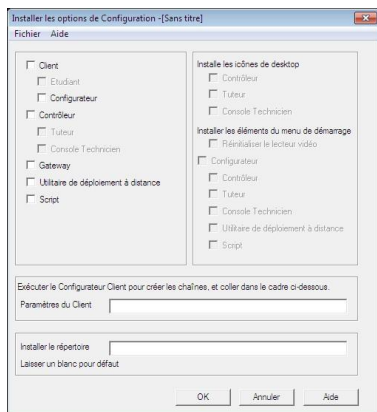 Installer les options de Configuration -[Sans titre]
Fichier Aide
Client
Etudiant
Configurateur
Contrôleur
Tuteur
Console Technicien
Gateway
Utilitaire de déploiement à distance
Script
Installe les icônes de desktop
Contrôleur
Tuteur
Console Technicien
Installer les éléments du menu de démarrage
Réinitialiser le lecteur vidéo
Configurateur
Contrôleur
Tuteur
Console Technicien
Utilitaire de déploiement à distance
Script
Exécuter le Configurateur Client pour créer les chaînes, et coller dans le cadre ci-dessous.
Paramètres du Client
Installer le répertoire
Laisser un blanc pour défaut
OK Annuler Aide